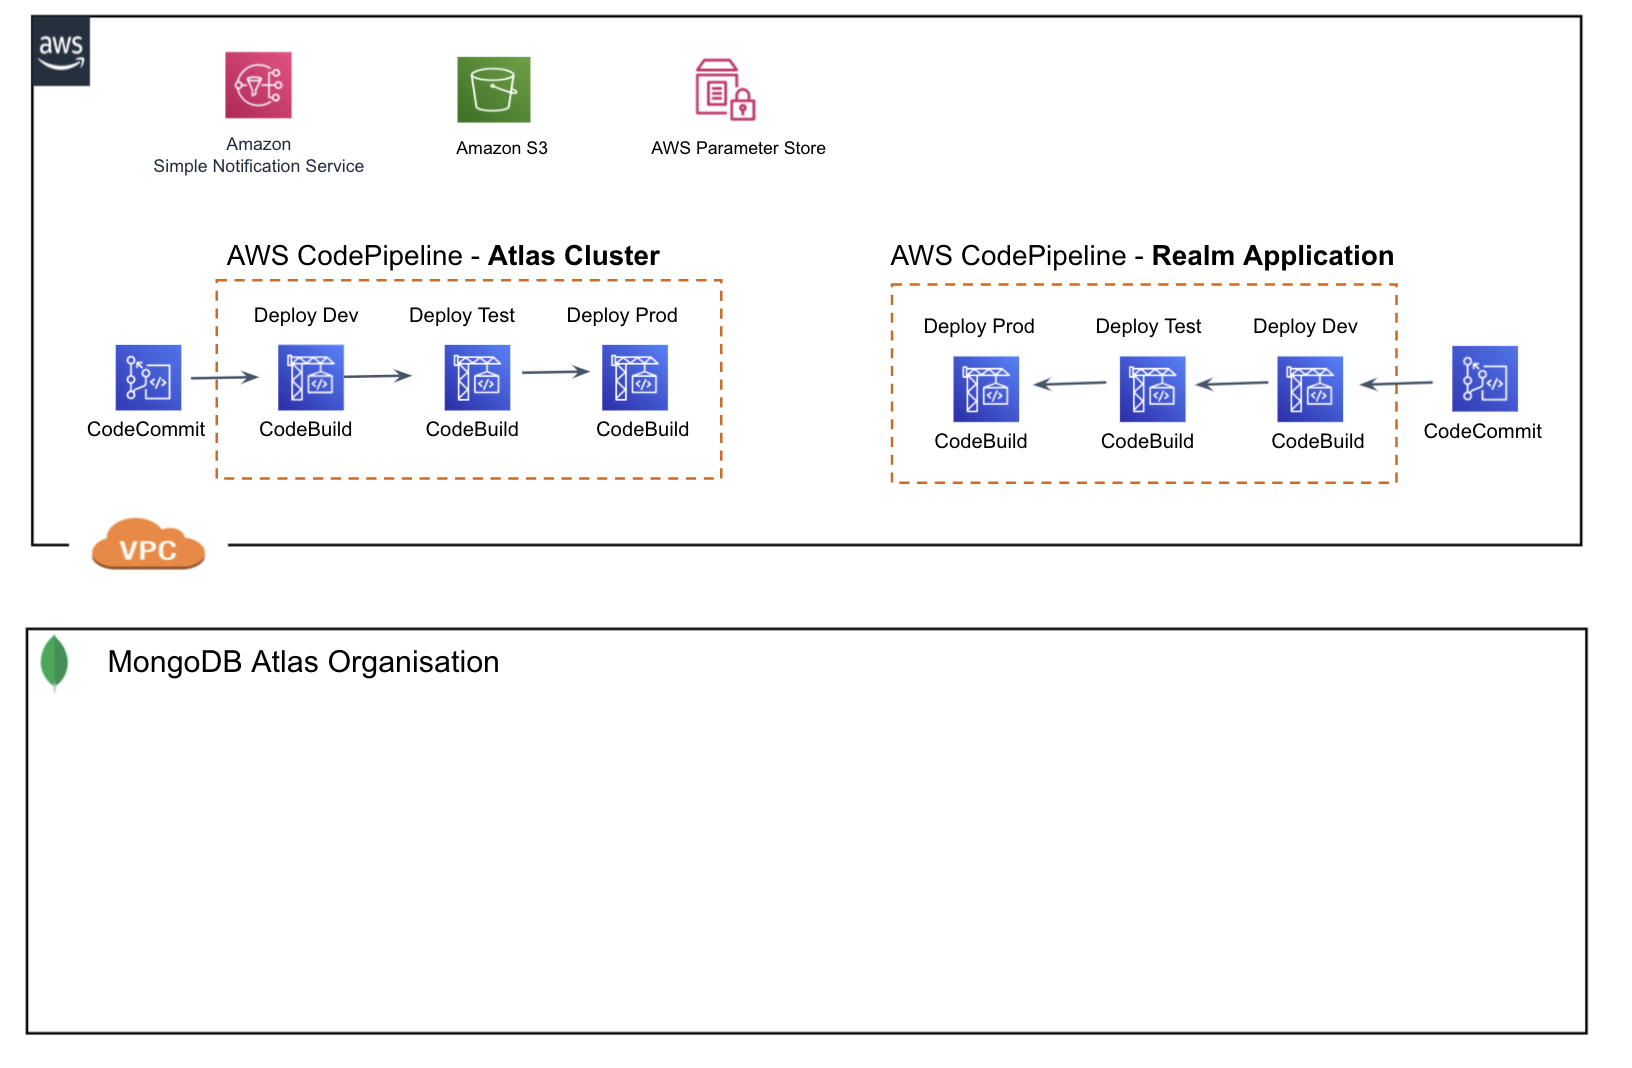 aws
Amazon
Simple Notification Service
Amazon S3
AWS Parameter Store
AWS CodePipeline - Atlas Cluster
Deploy Dev
Deploy Test
Deploy Prod
CodeCommit
CodeBuild
CodeBuild
CodeBuild
AWS CodePipeline - Realm Application
Deploy Prod
Deploy Test
Deploy Dev
CodeBuild
CodeBuild
CodeBuild
CodeCommit
VPC
MongoDB Atlas Organisation